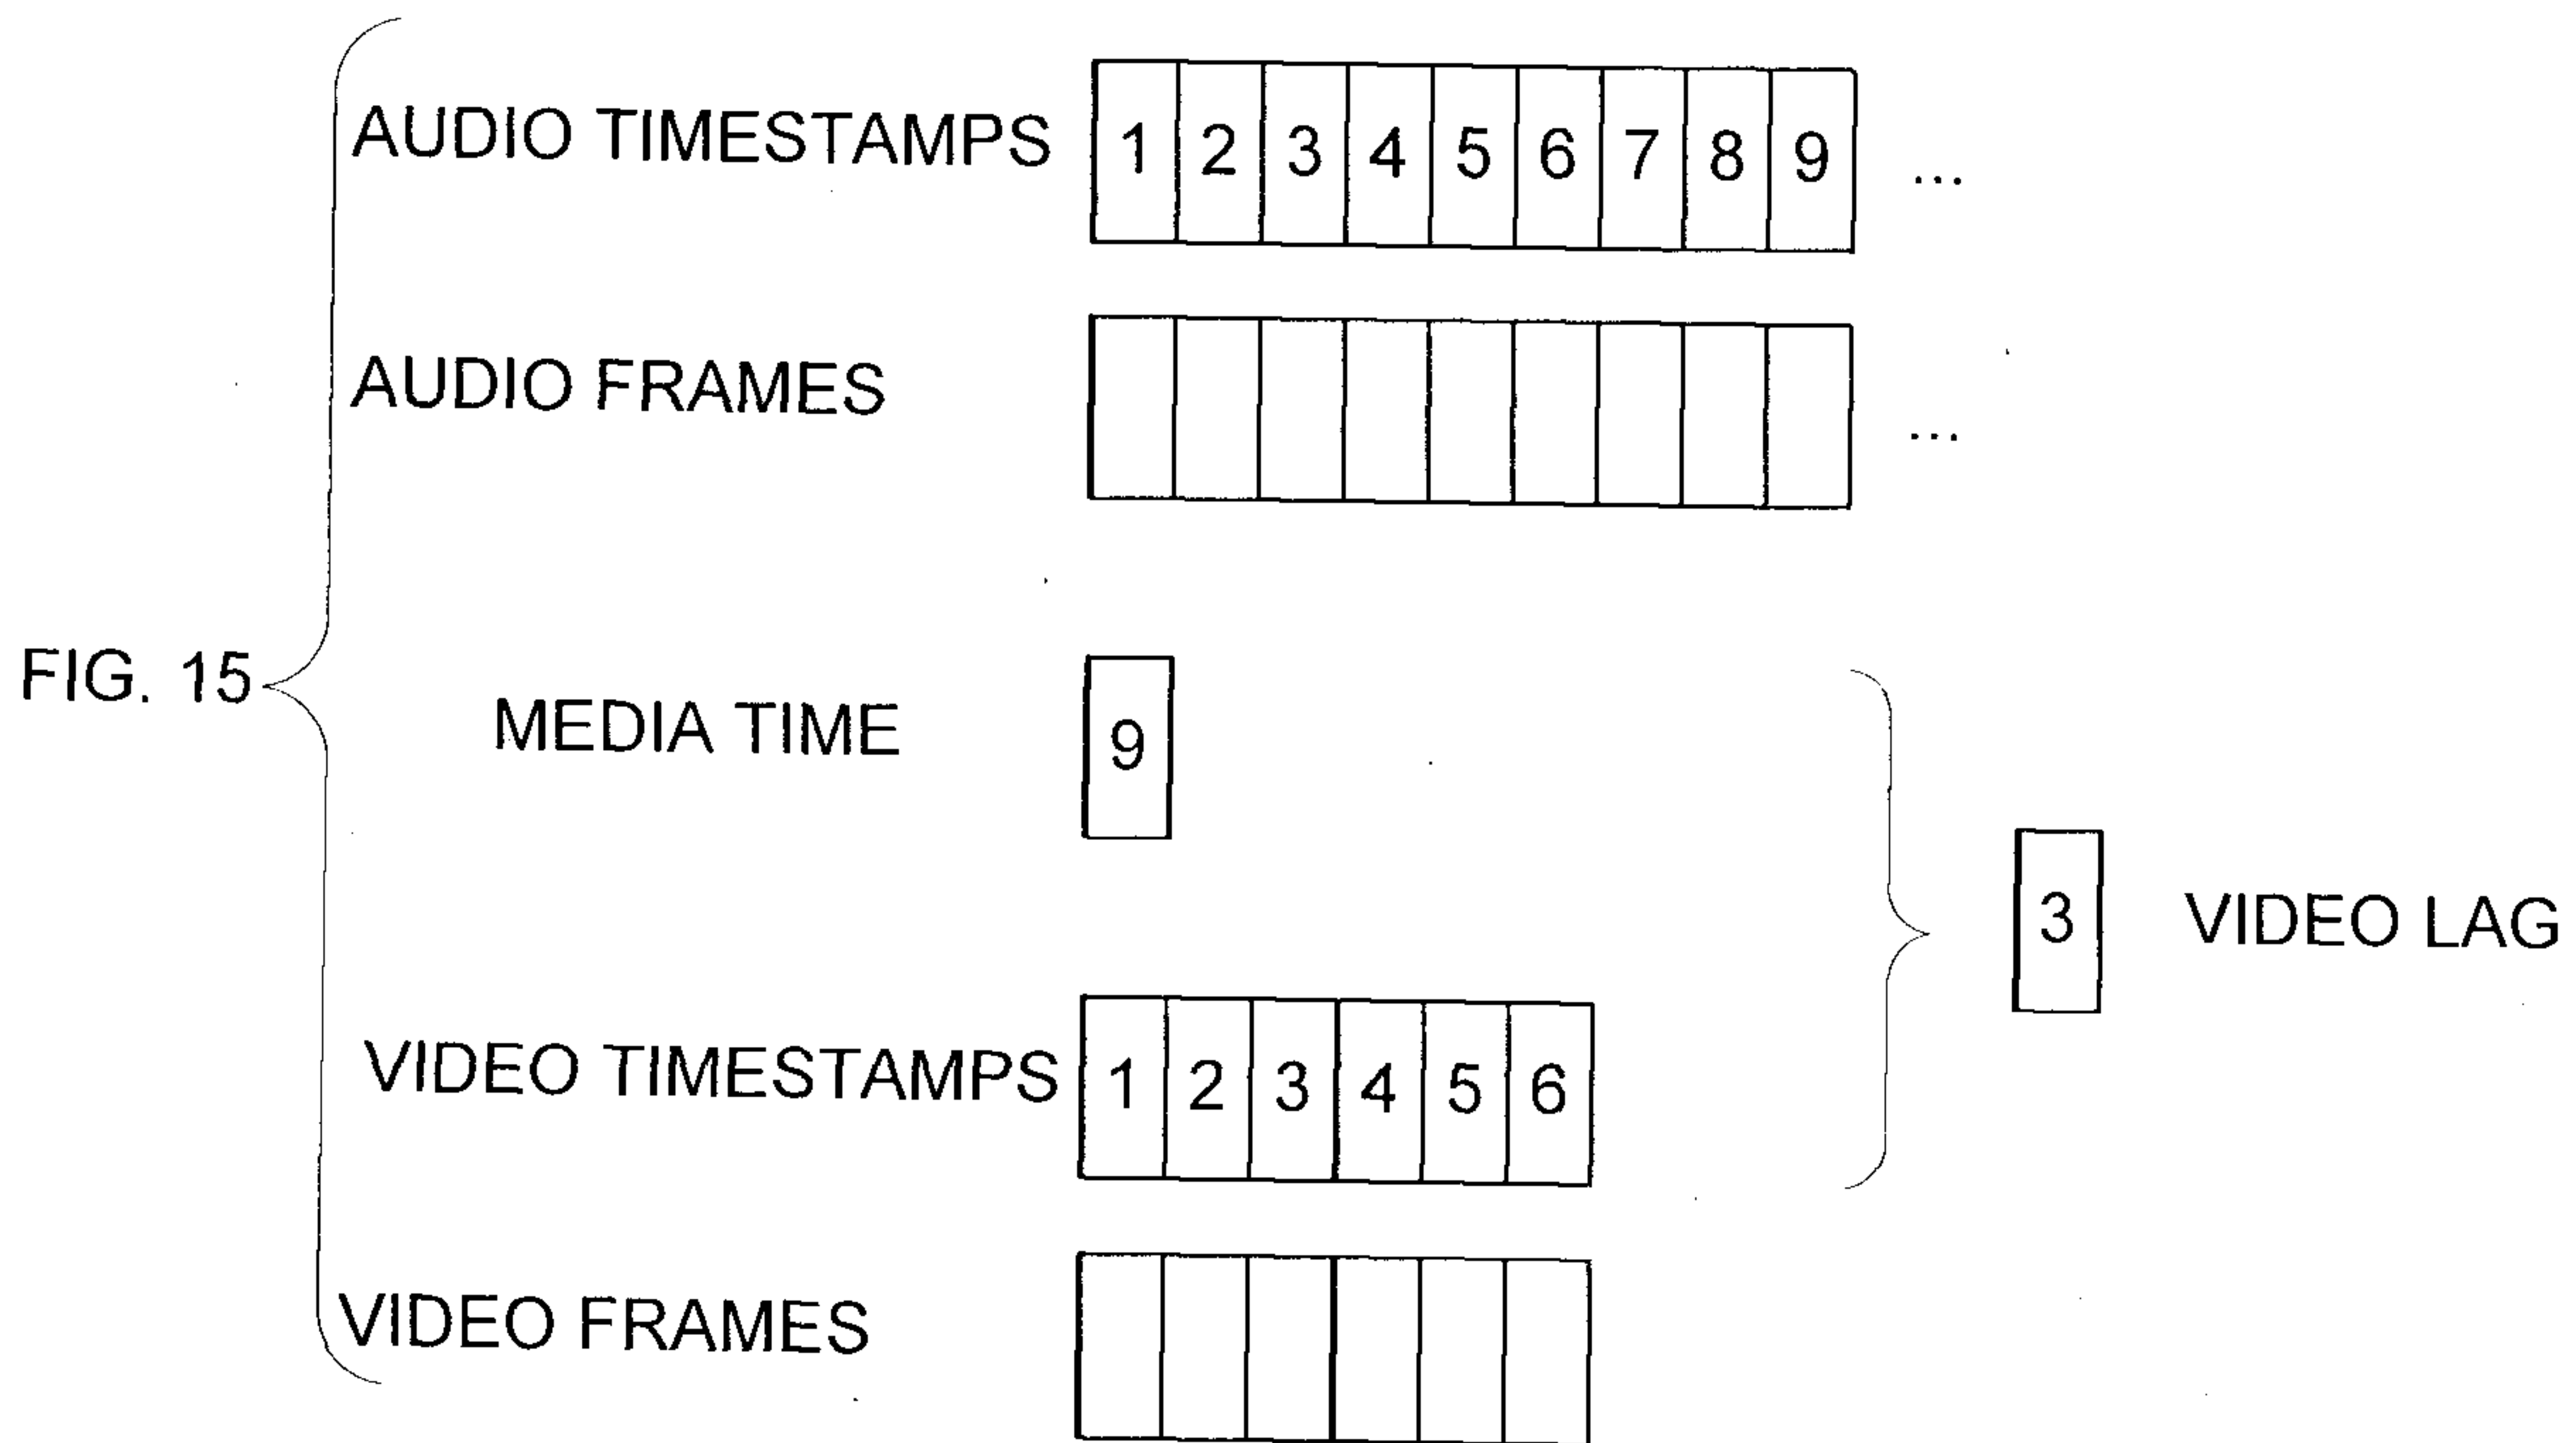 AUDIO TIMESTAMPS 1 2 3 4 5 6 7 8 9 ...
AUDIO FRAMES ...
FIG. 15
MEDIA TIME 9
3 VIDEO LAG
VIDEO TIMESTAMPS 1 2 3 4 5 6
VIDEO FRAMES